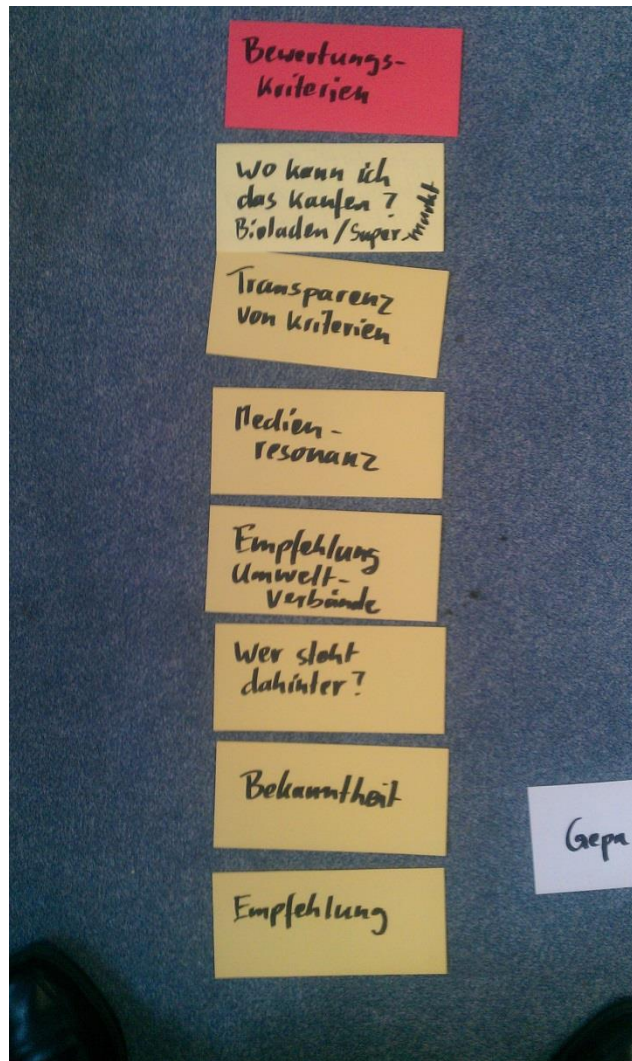 Bewertungs-
kriterien
Wo kann ich
das kaufen?
Bioladen/Super-markt
Transparenz
von kriterien
Medien-
resonanz
Empfehlung
Umwelt-
Verbände
Wer steht
dahinter?
Bekanntheit
Gepa
Empfehlung